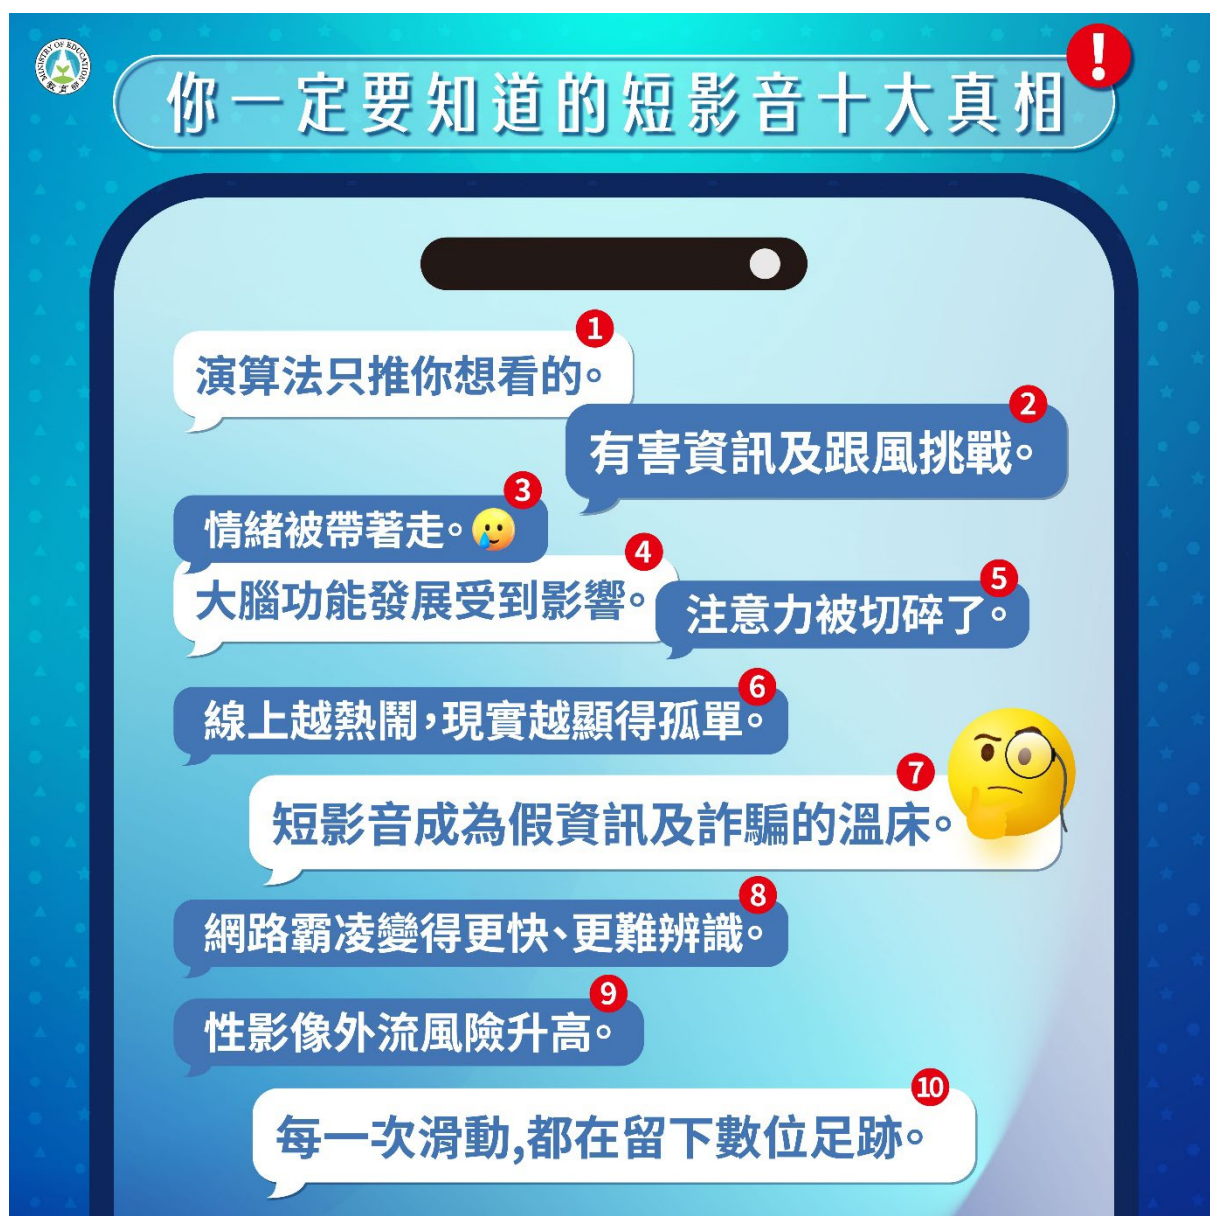 MINISTRY OF EDUCATION
教育部
你一定要知道的短影音十大真相!
1
演算法只推你想看的。
2
有害資訊及跟風挑戰。
3
情緒被帶著走。
4
大腦功能發展受到影響。
5
注意力被切碎了。
6
線上越熱鬧,現實越顯得孤單。
7
短影音成為假資訊及詐騙的溫床。
8
網路霸凌變得更快、更難辨識。
9
性影像外流風險升高。
10
每一次滑動,都在留下數位足跡。